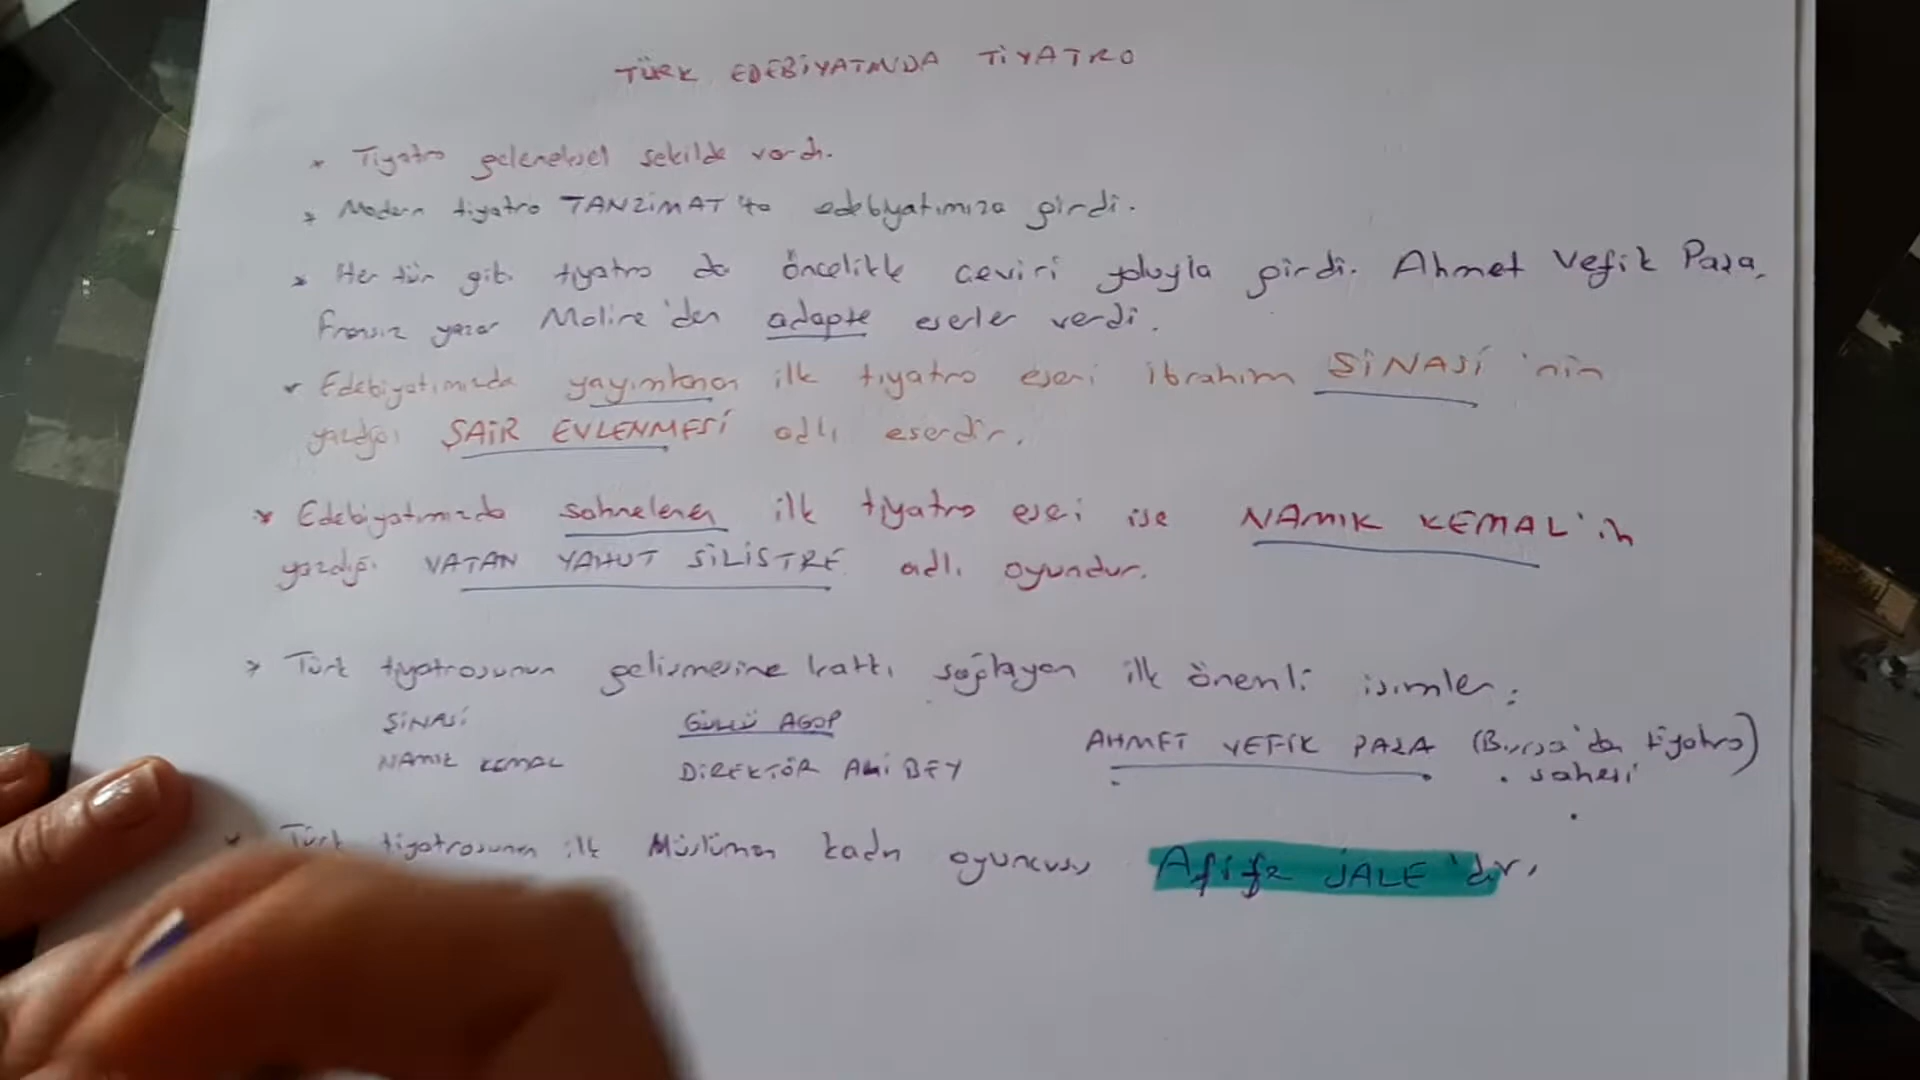 TÜRK EDEBİYATINDA TİYATRO
* Tiyatro geleneksel şekilde vardı.
* Modern tiyatro TANZİMAT'ta edebiyatımıza girdi.
* Her tür gibi tiyatro da öncelikle çeviri yoluyla girdi. Ahmet Vefik Paşa,
Fransız yazar Molire'den adapte eserler verdi.
* Edebiyatımızda yayımlanan ilk tiyatro eseri İbrahim ŞİNASİ'nin
yazdığı ŞAİR EVLENMESİ adlı eserdir.
* Edebiyatımızda sahnelenen ilk tiyatro eseri ise NAMIK KEMAL'in
yazdığı VATAN YAHUT SİLİSTRE adlı oyundur.
* Türk tiyatrosunun gelişmesine katkı sağlayan ilk önemli isimler:
ŞİNASİ GÜLLÜ AGOP
AHMET VEFİK PAŞA (Bursa'da tiyatro)
sahesi
NAMIK KEMAL DİREKTÖR ALİ BEY
* Türk tiyatrosunun ilk Müslüman kadın oyuncusu Afife JALE'dir.